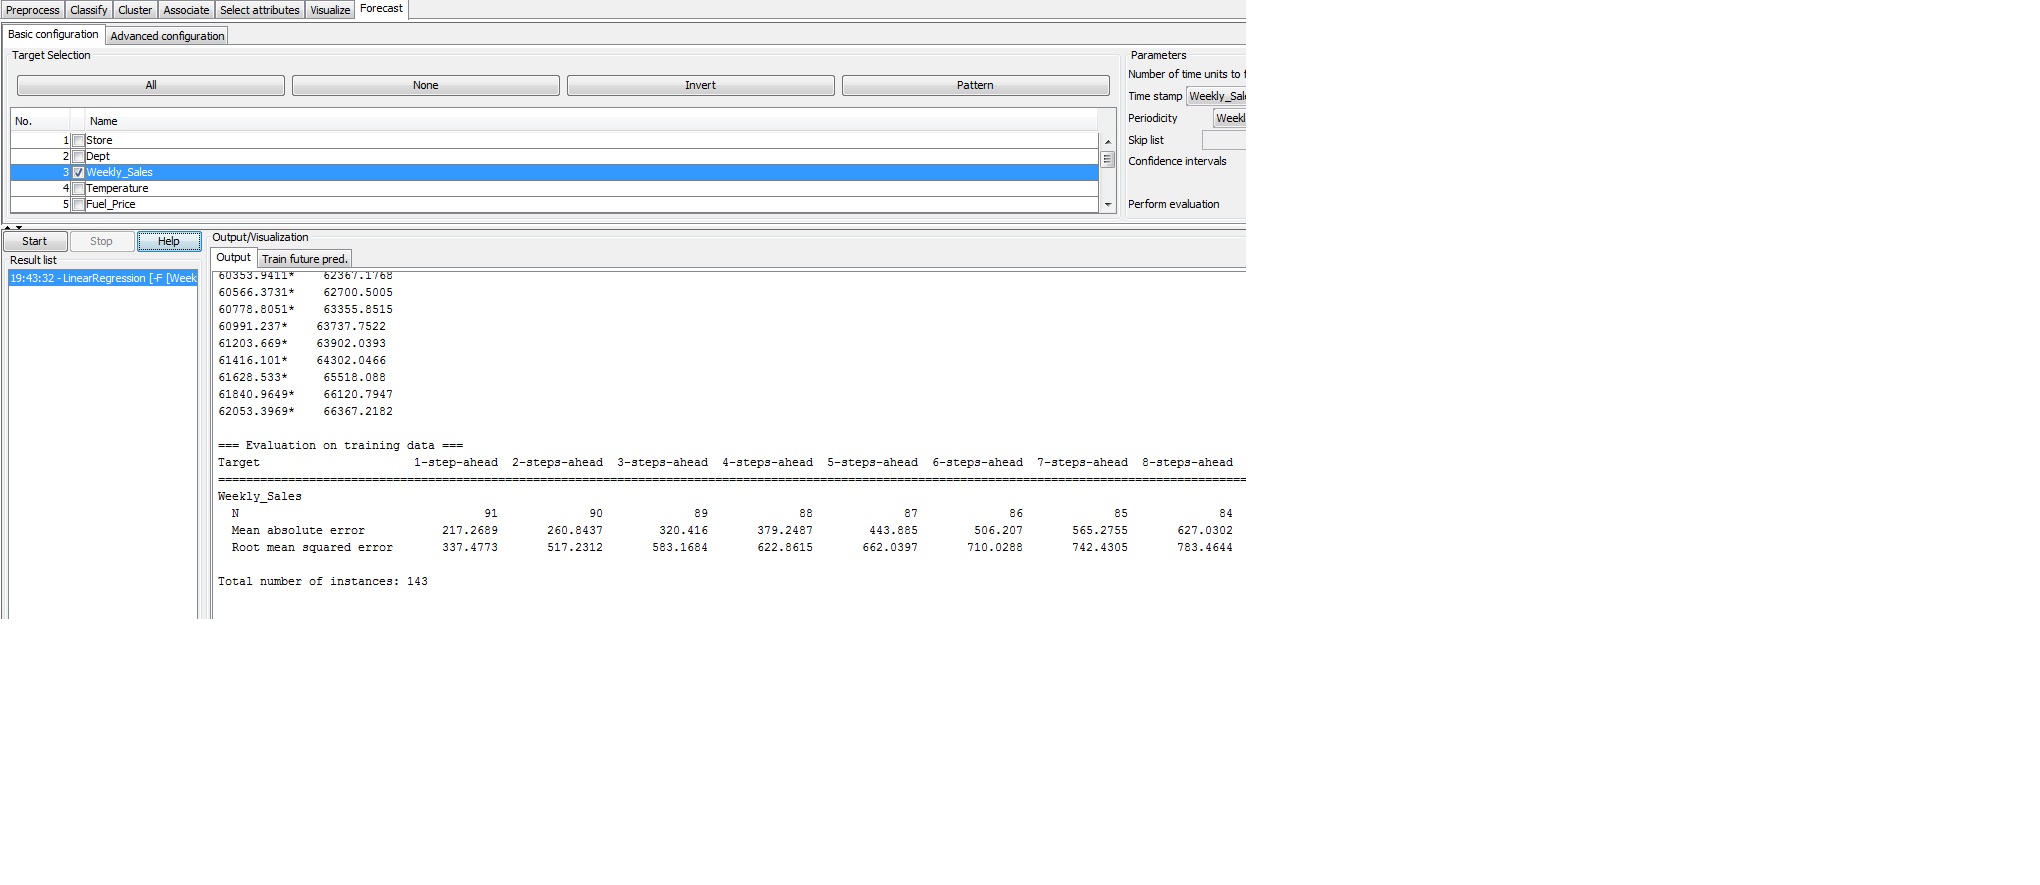 Preprocess Classify Cluster Associate Select attributes Visualize Forecast
Basic configuration Advanced configuration
Target Selection
All None Invert Pattern
No. Name
1 Store
2 Dept
3 Weekly_Sales
4 Temperature
5 Fuel_Price
Parameters
Number of time units to f
Time stamp Weekly_Sal
Periodicity Weekl
Skip list
Confidence intervals
Perform evaluation
Start Stop Help
Result list
19:43:32 - LinearRegression [-F [Week
Output/Visualization
Output Train future pred.
60353.9411* 62367.1768
60566.3731* 62700.5005
60778.8051* 63355.8515
60991.237* 63737.7522
61203.669* 63902.0393
61416.101* 64302.0466
61628.533* 65518.088
61840.9649* 66120.7947
62053.3969* 66367.2182
=== Evaluation on training data ===
Target 1-step-ahead 2-steps-ahead 3-steps-ahead 4-steps-ahead 5-steps-ahead 6-steps-ahead 7-steps-ahead 8-steps-ahead
Weekly_Sales
N 91 90 89 88 87 86 85 84
Mean absolute error 217.2689 260.8437 320.416 379.2487 443.885 506.207 565.2755 627.0302
Root mean squared error 337.4773 517.2312 583.1684 622.8615 662.0397 710.0288 742.4305 783.4644
Total number of instances: 143